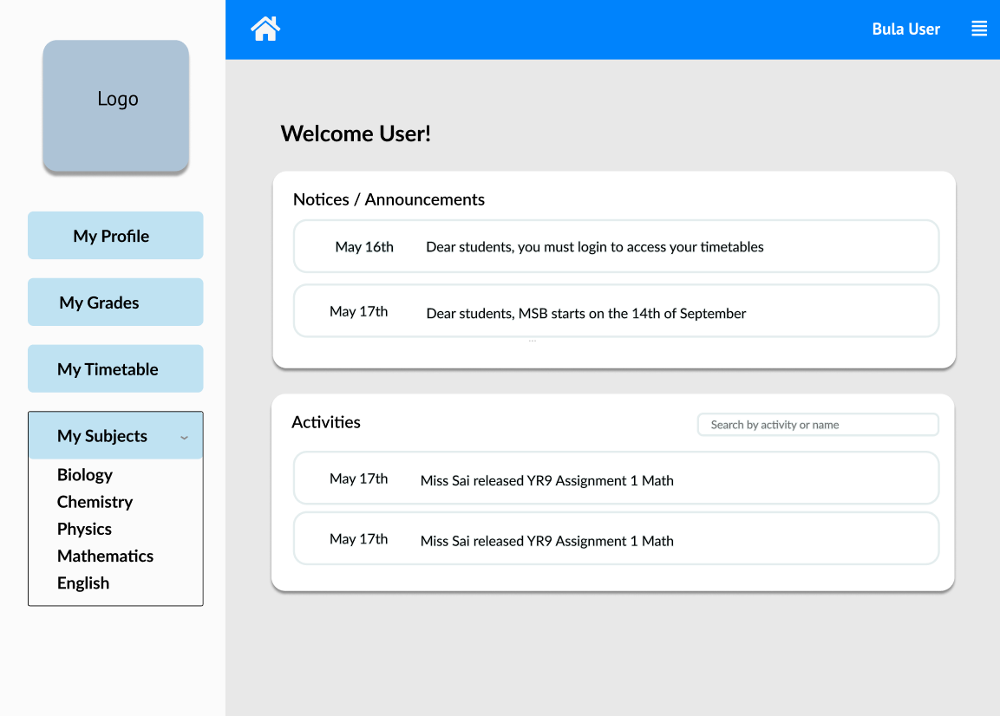 Logo
My Profile
My Grades
My Timetable
My Subjects
Biology
Chemistry
Physics
Mathematics
English
Bula User
Welcome User!
Notices / Announcements
May 16th Dear students, you must login to access your timetables
May 17th Dear students, MSB starts on the 14th of September
...
Activities
Search by activity or name
May 17th Miss Sai released YR9 Assignment 1 Math
May 17th Miss Sai released YR9 Assignment 1 Math